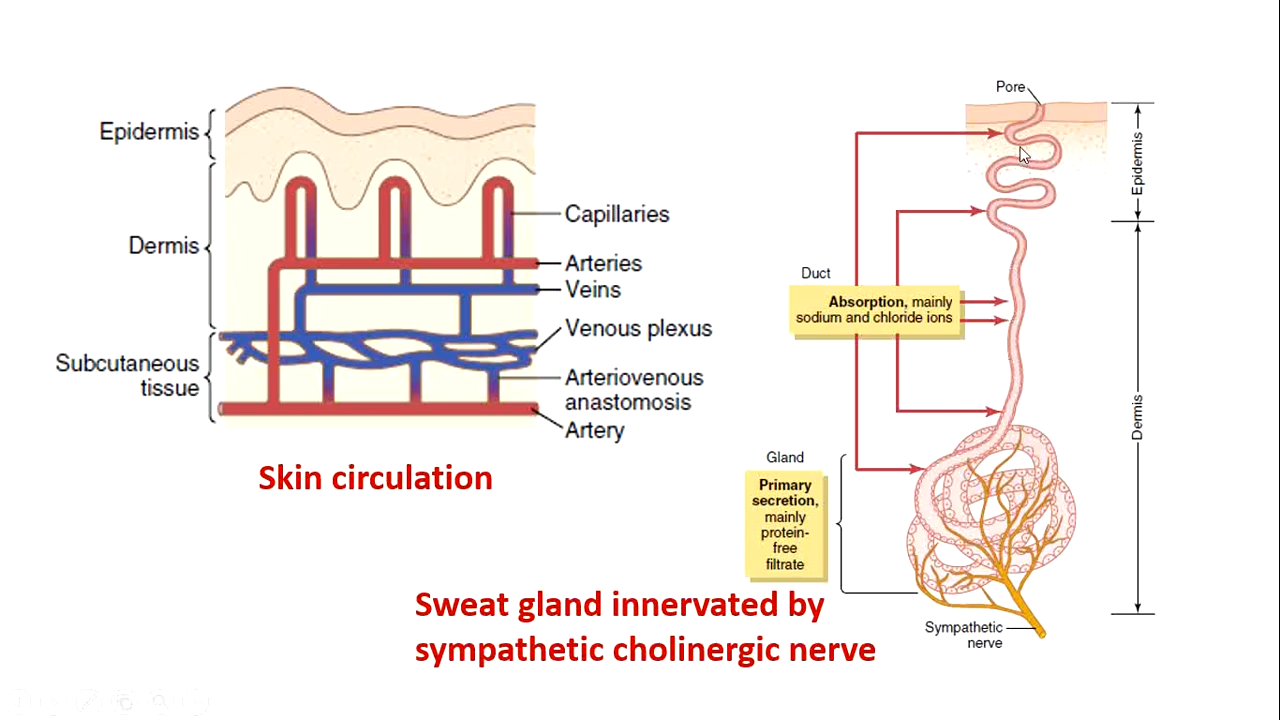 Epidermis
Dermis
Subcutaneous
tissue
Capillaries
Arteries
Veins
Venous plexus
Arteriovenous
anastomosis
Artery
Skin circulation
Pore
Epidermis
Duct
Absorption, mainly
sodium and chloride ions
Dermis
Gland
Primary
secretion,
mainly
protein-
free
filtrate
Sympathetic
nerve
Sweat gland innervated by
sympathetic cholinergic nerve